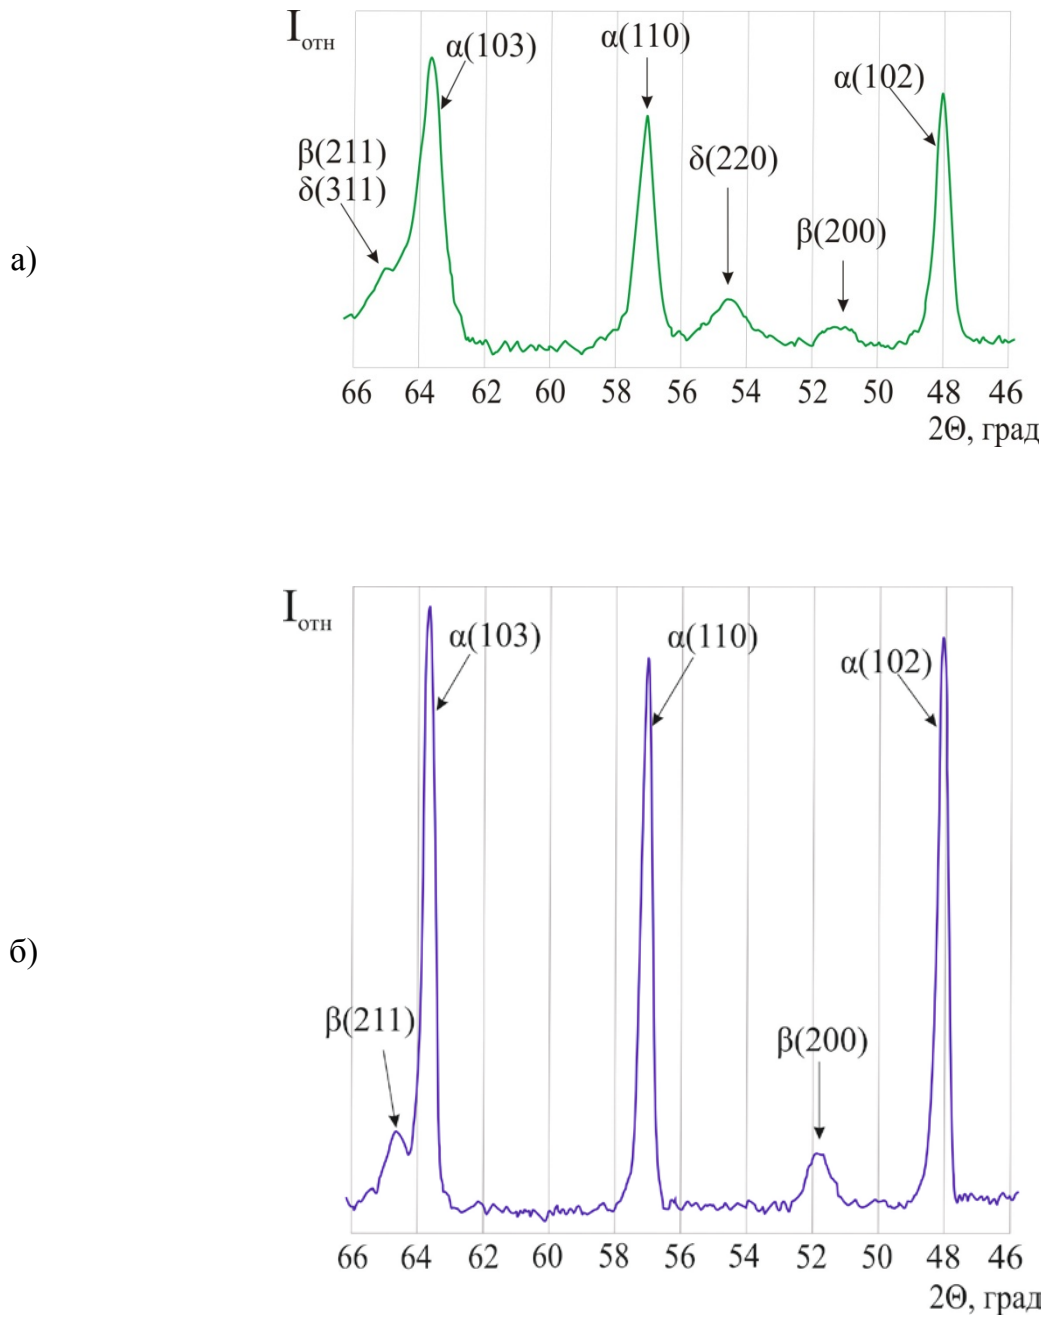 Iотн
α(103)
α(110)
α(102)
β(211)
δ(311)
δ(220)
β(200)
а)
66 64 62 60 58 56 54 52 50 48 46
2Θ, град
Iотн
α(103)
α(110)
α(102)
б)
β(211)
β(200)
66 64 62 60 58 56 54 52 50 48 46
2Θ, град